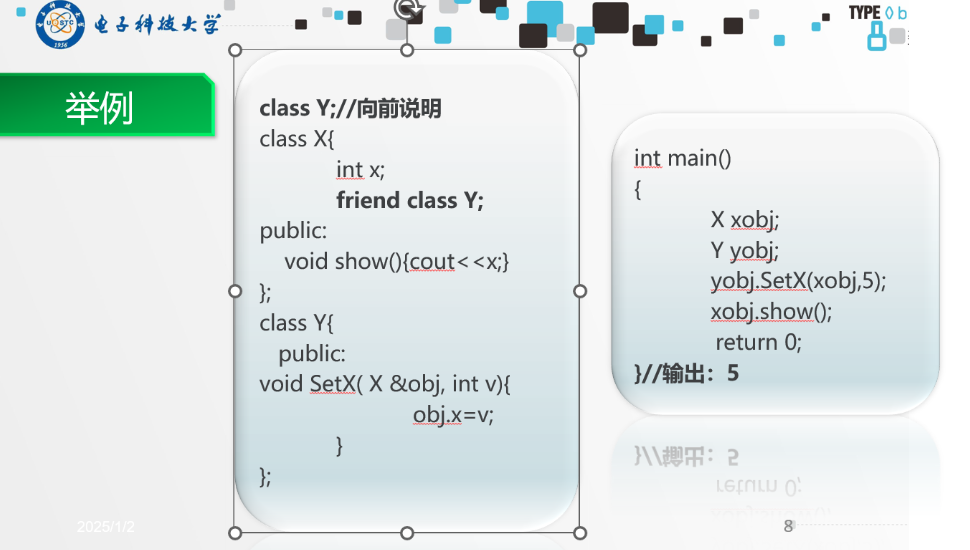 电子科技大学
UESTC
1956
TYPE
举例
class Y;//向前说明
class X{
int x;
friend class Y;
public:
void show(){cout<<x;}
};
class Y{
public:
void SetX( X &obj, int v){
obj.x=v;
}
};
int main()
{
X xobj;
Y yobj;
yobj.SetX(xobj,5);
xobj.show();
return 0;
}//输出：5
2025/1/2
8